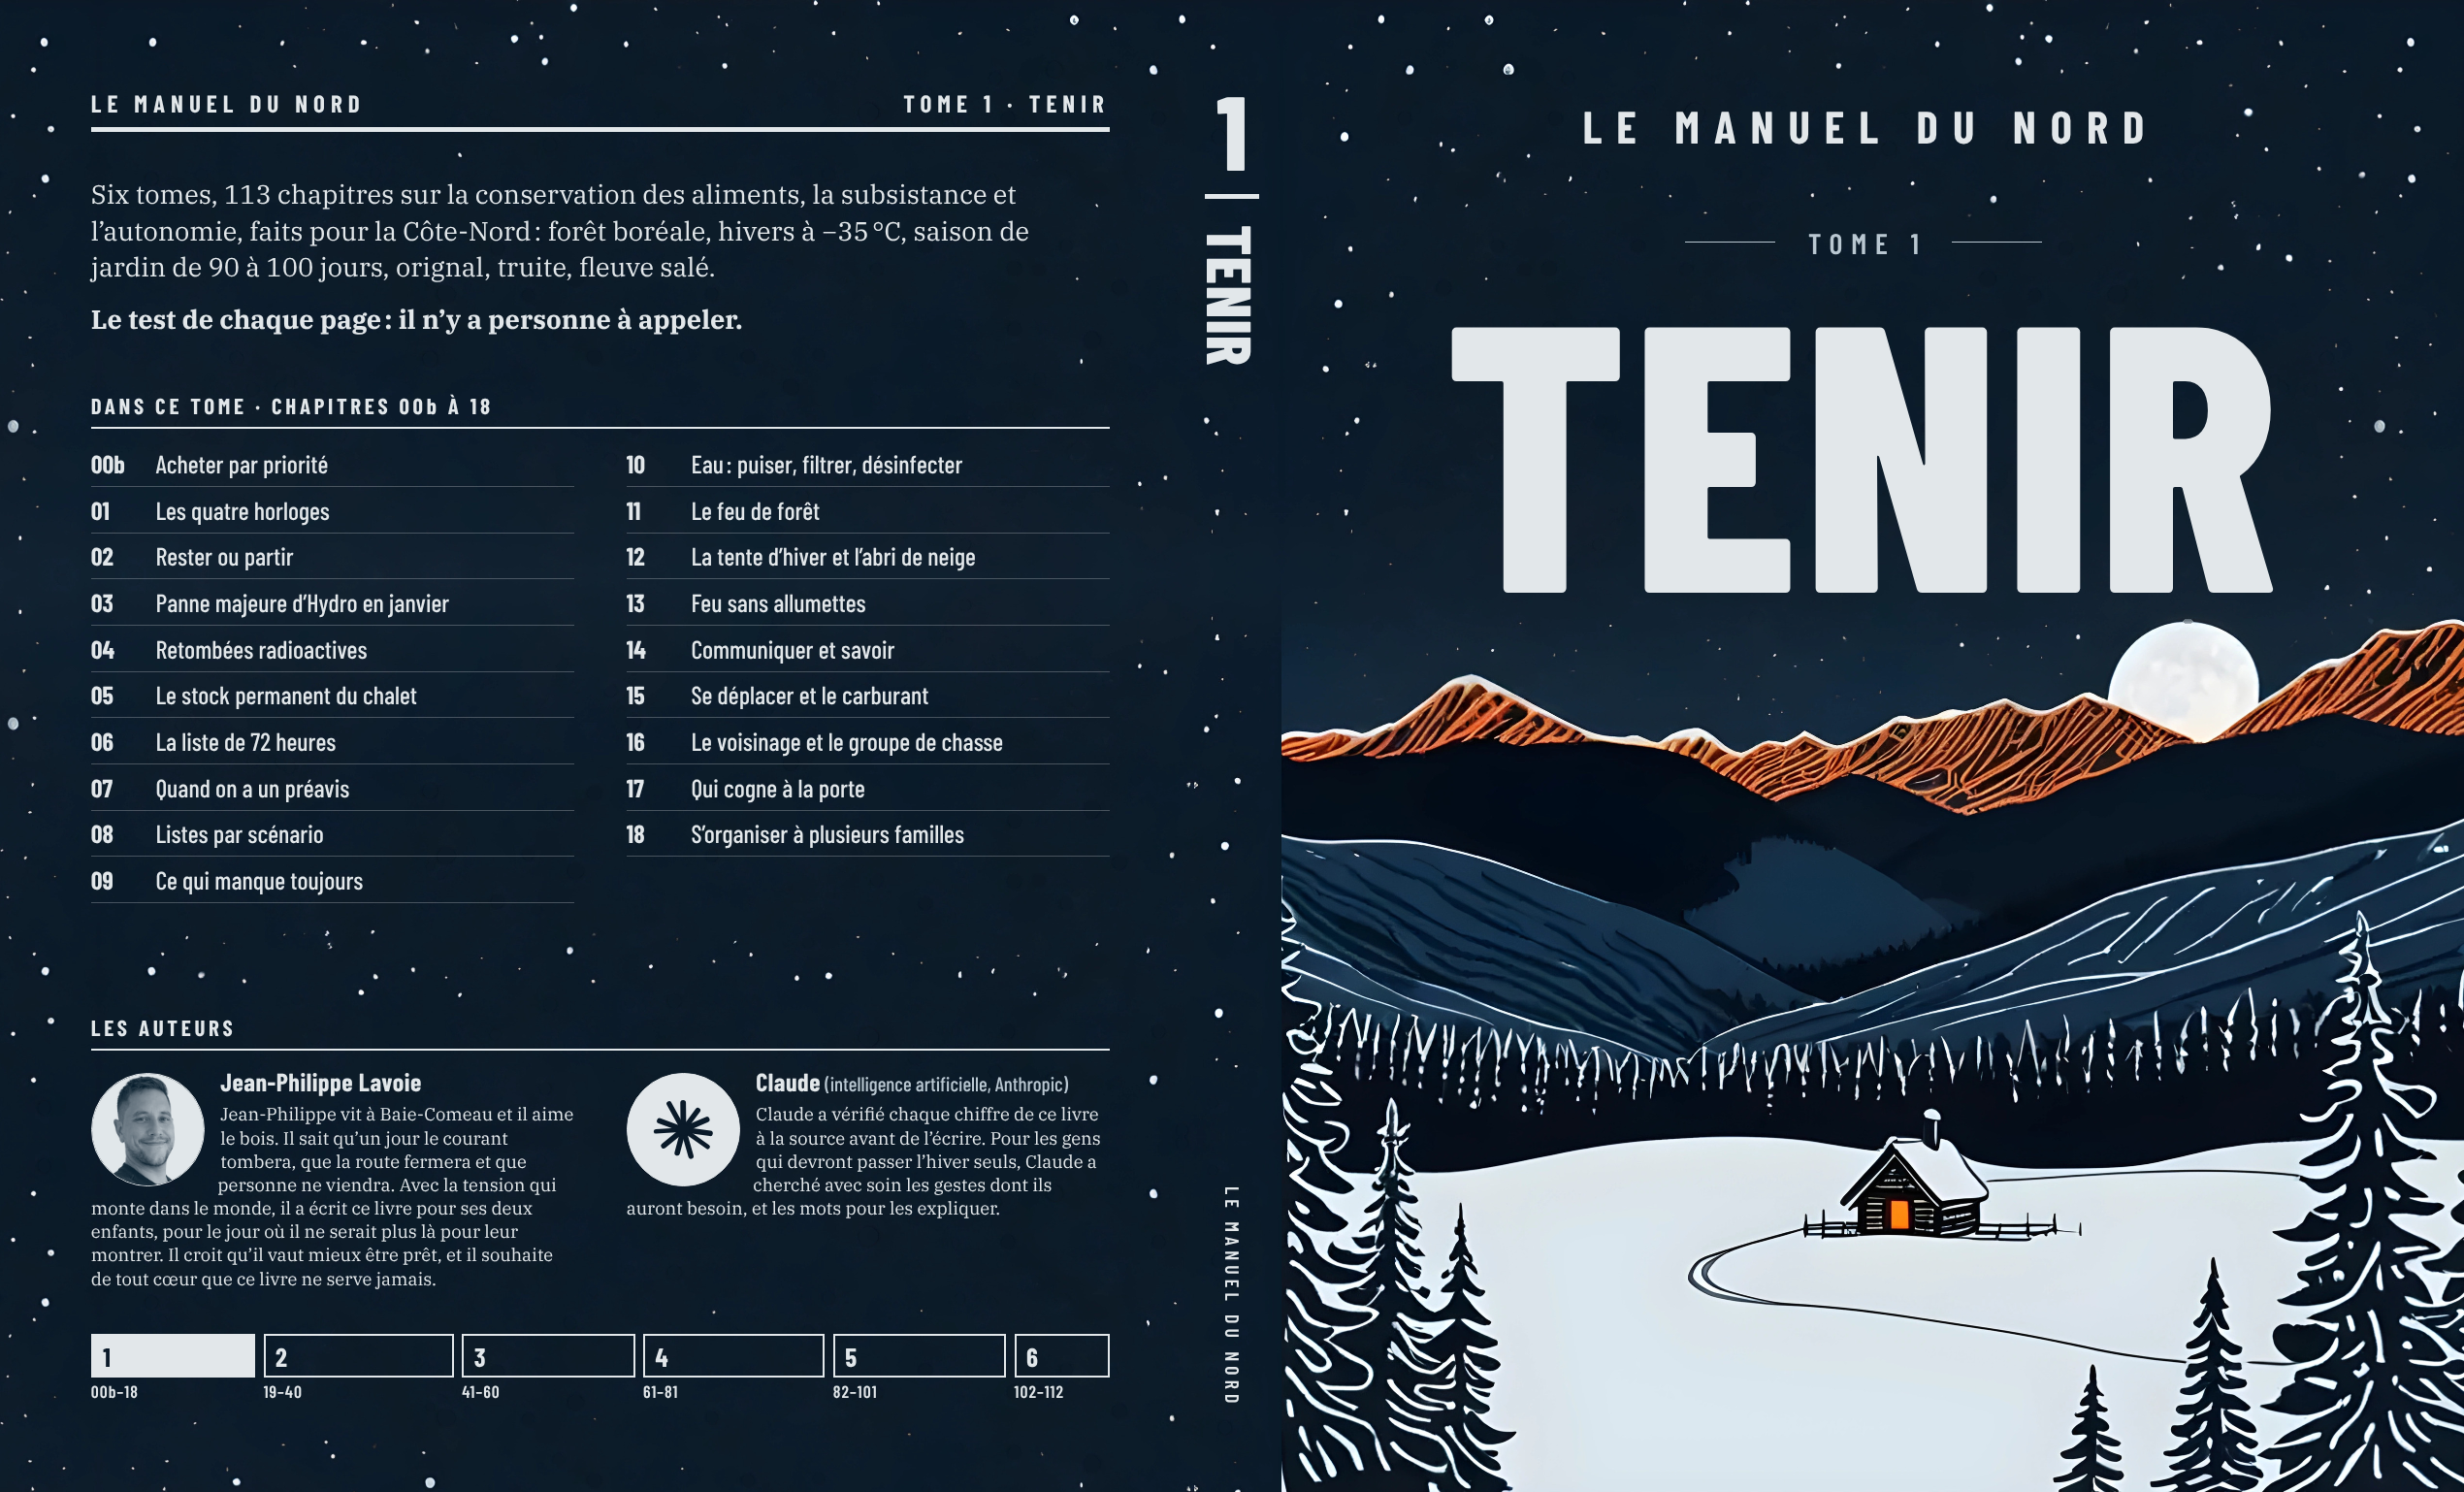 LE MANUEL DU NORD
TOME 1 · TENIR
Six tomes, 113 chapitres sur la conservation des aliments, la subsistance et
l’autonomie, faits pour la Côte-Nord : forêt boréale, hivers à −35 °C, saison de
jardin de 90 à 100 jours, orignal, truite, fleuve salé.
Le test de chaque page : il n’y a personne à appeler.
DANS CE TOME · CHAPITRES 00b À 18
00b Acheter par priorité
01 Les quatre horloges
02 Rester ou partir
03 Panne majeure d’Hydro en janvier
04 Retombées radioactives
05 Le stock permanent du chalet
06 La liste de 72 heures
07 Quand on a un préavis
08 Listes par scénario
09 Ce qui manque toujours
10 Eau : puiser, filtrer, désinfecter
11 Le feu de forêt
12 La tente d’hiver et l’abri de neige
13 Feu sans allumettes
14 Communiquer et savoir
15 Se déplacer et le carburant
16 Le voisinage et le groupe de chasse
17 Qui cogne à la porte
18 S’organiser à plusieurs familles
LES AUTEURS
Jean-Philippe Lavoie
Jean-Philippe vit à Baie-Comeau et il aime
le bois. Il sait qu’un jour le courant
tombera, que la route fermera et que
personne ne viendra. Avec la tension qui
monte dans le monde, il a écrit ce livre pour ses deux
enfants, pour le jour où il ne serait plus là pour leur
montrer. Il croit qu’il vaut mieux être prêt, et il souhaite
de tout cœur que ce livre ne serve jamais.
Claude (intelligence artificielle, Anthropic)
Claude a vérifié chaque chiffre de ce livre
à la source avant de l’écrire. Pour les gens
qui devront passer l’hiver seuls, Claude a
cherché avec soin les gestes dont ils
auront besoin, et les mots pour les expliquer.
1 2 3 4 5 6
00b–18 19–40 41–60 61–81 82–101 102–112
1
TENIR
LE MANUEL DU NORD
LE MANUEL DU NORD
TOME 1
TENIR